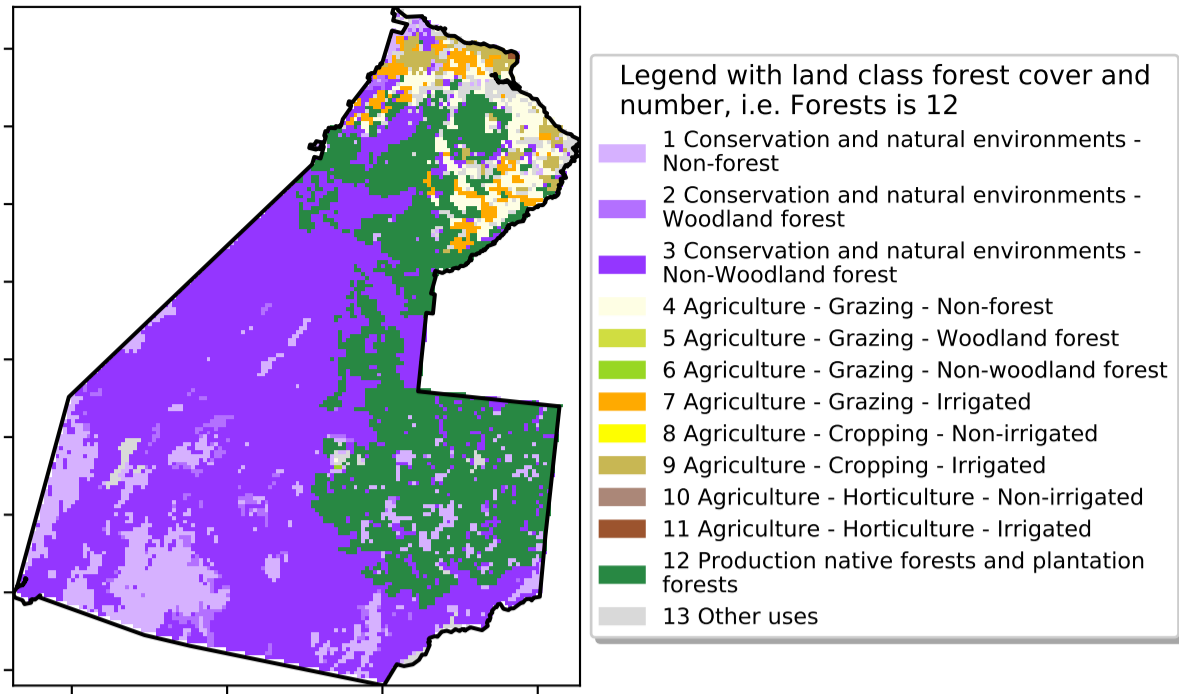 Legend with land class forest cover and
number, i.e. Forests is 12
1 Conservation and natural environments -
Non-forest
2 Conservation and natural environments -
Woodland forest
3 Conservation and natural environments -
Non-Woodland forest
4 Agriculture - Grazing - Non-forest
5 Agriculture - Grazing - Woodland forest
6 Agriculture - Grazing - Non-woodland forest
7 Agriculture - Grazing - Irrigated
8 Agriculture - Cropping - Non-irrigated
9 Agriculture - Cropping - Irrigated
10 Agriculture - Horticulture - Non-irrigated
11 Agriculture - Horticulture - Irrigated
12 Production native forests and plantation
forests
13 Other uses